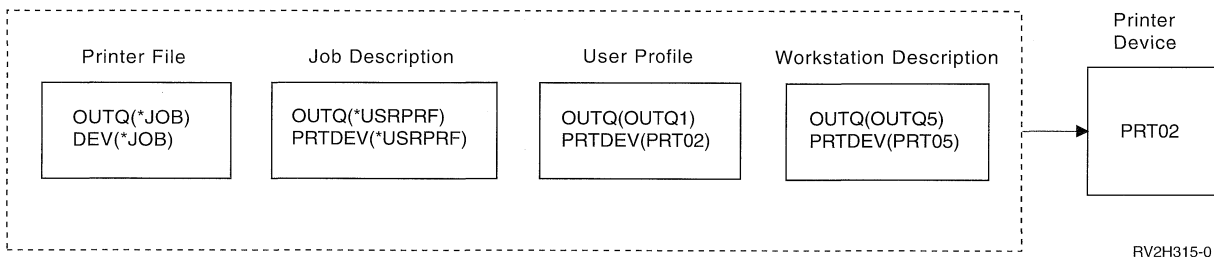 Printer
Device
Printer File
Job Description
User Profile
Workstation Description
OUTQ(*JOB)
DEV(*JOB)
OUTQ(*USRPRF)
PRTDEV(*USRPRF)
OUTQ(OUTQ1)
PRTDEV(PRT02)
OUTQ(OUTQ5)
PRTDEV(PRT05)
PRT02
RV2H315-0